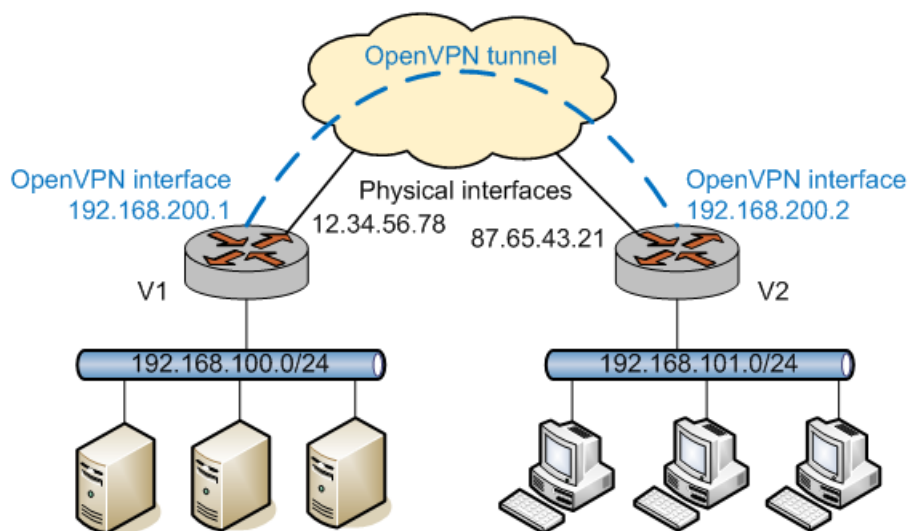 OpenVPN tunnel
OpenVPN interface
192.168.200.1
Physical interfaces
12.34.56.78
87.65.43.21
OpenVPN interface
192.168.200.2
V1
V2
192.168.100.0/24
192.168.101.0/24